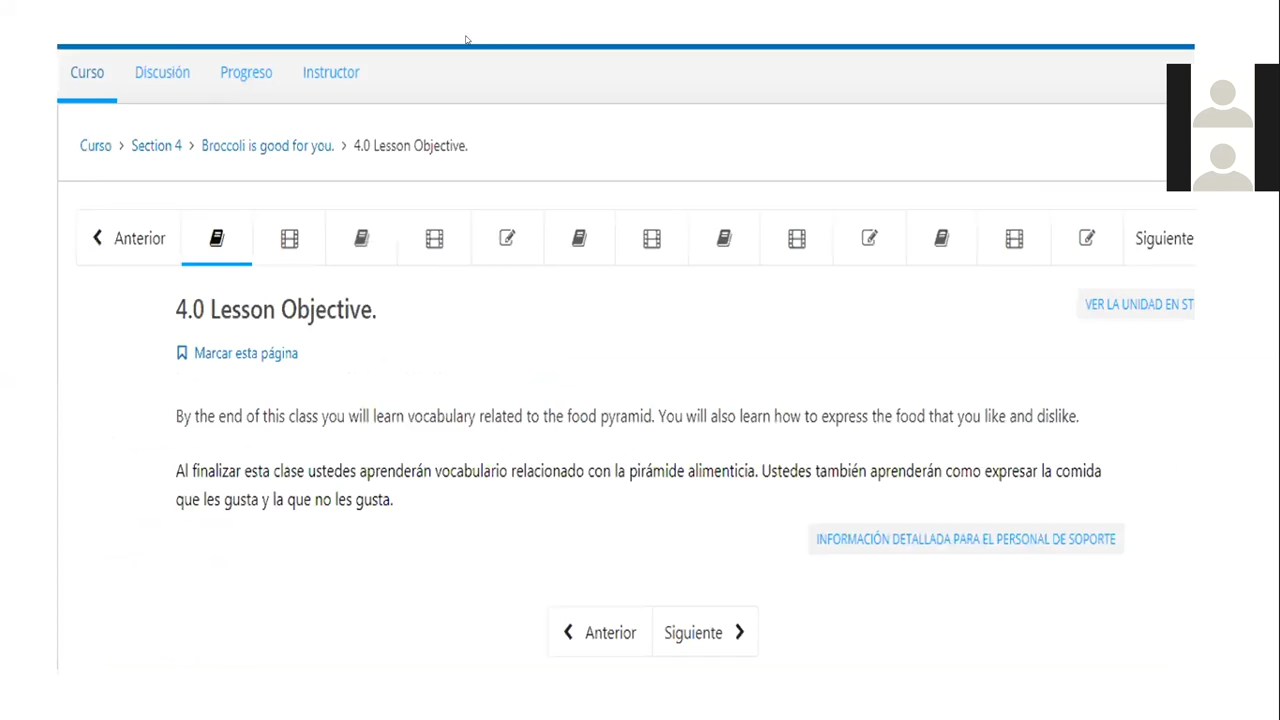 Curso Discusión Progreso Instructor
Curso > Section 4 > Broccoli is good for you. > 4.0 Lesson Objective.
Anterior Siguiente
4.0 Lesson Objective.
VER LA UNIDAD EN ST
Marcar esta página
By the end of this class you will learn vocabulary related to the food pyramid. You will also learn how to express the food that you like and dislike.
Al finalizar esta clase ustedes aprenderán vocabulario relacionado con la pirámide alimenticia. Ustedes también aprenderán como expresar la comida
que les gusta y la que no les gusta.
INFORMACIÓN DETALLADA PARA EL PERSONAL DE SOPORTE
Anterior Siguiente